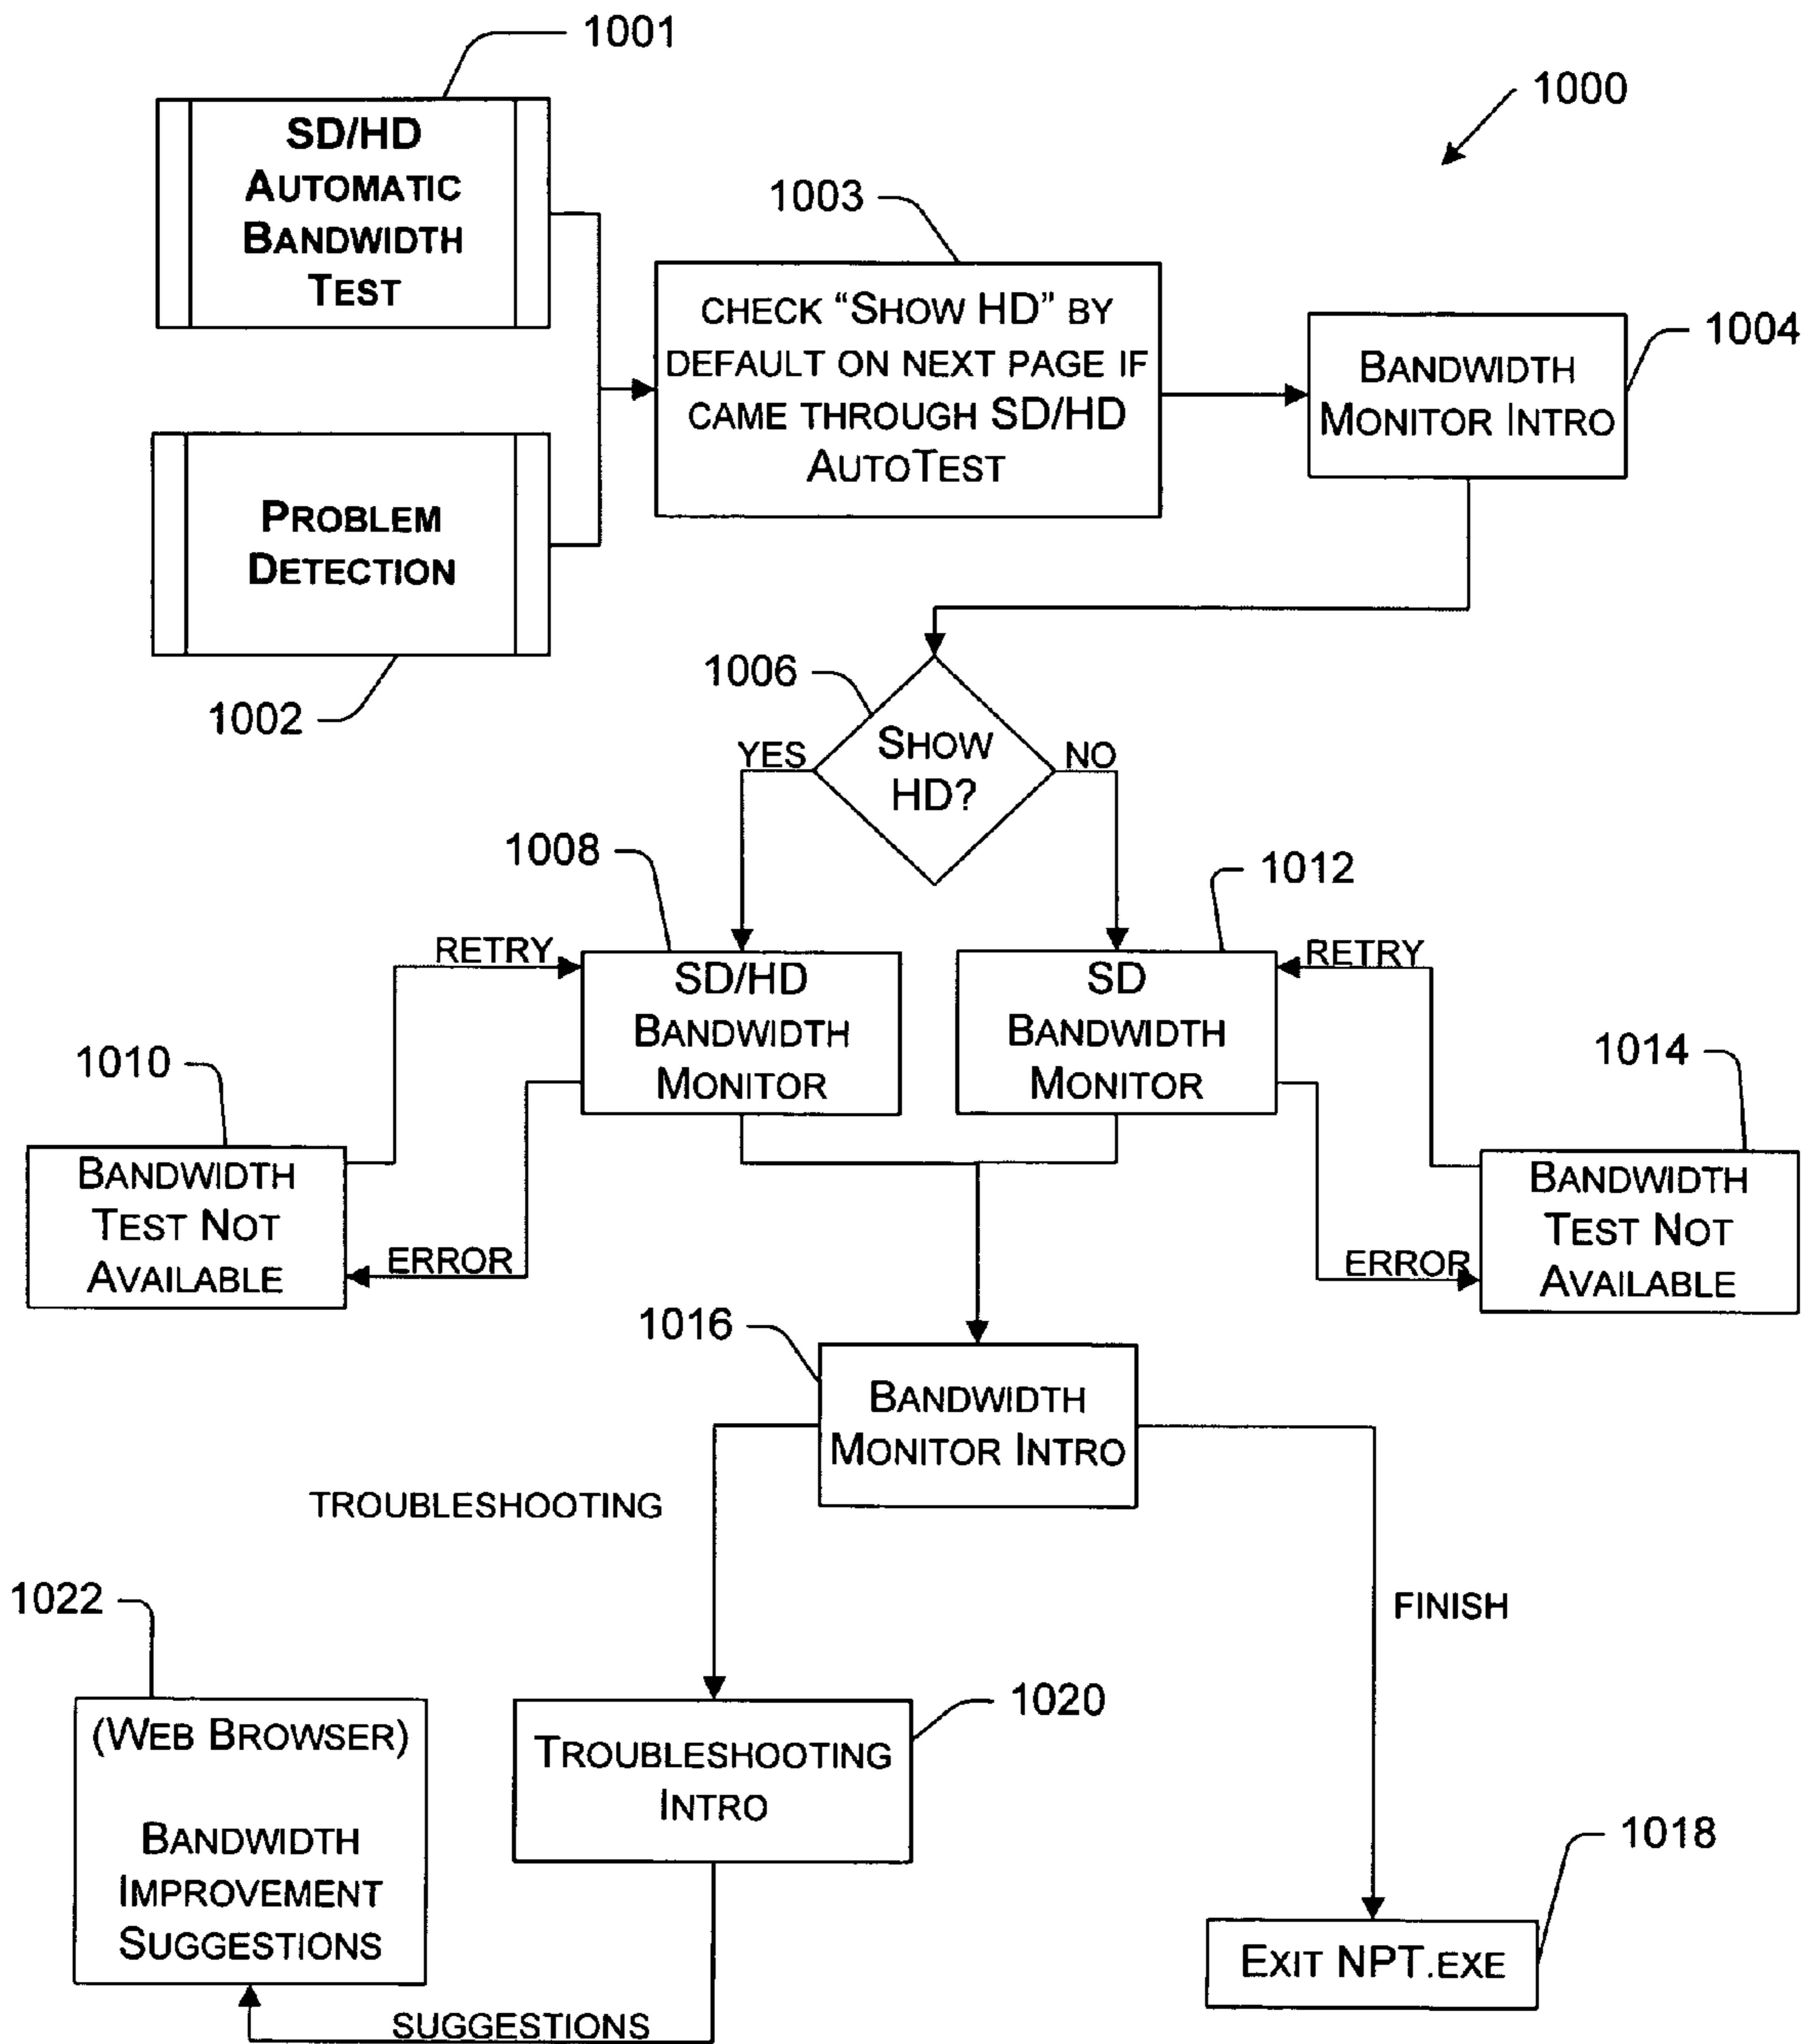 1001
1000
SD/HD
AUTOMATIC
BANDWIDTH
TEST
1003
CHECK “SHOW HD” BY
DEFAULT ON NEXT PAGE IF
CAME THROUGH SD/HD
AUTOTEST
1004
BANDWIDTH
MONITOR INTRO
PROBLEM
DETECTION
1002
1006
SHOW
HD?
YES
NO
1008
1012
RETRY
SD/HD
BANDWIDTH
MONITOR
SD
BANDWIDTH
MONITOR
RETRY
1010
1014
BANDWIDTH
TEST NOT
AVAILABLE
ERROR
ERROR
BANDWIDTH
TEST NOT
AVAILABLE
1016
BANDWIDTH
MONITOR INTRO
TROUBLESHOOTING
FINISH
1022
(WEB BROWSER)
BANDWIDTH
IMPROVEMENT
SUGGESTIONS
1020
TROUBLESHOOTING
INTRO
1018
EXIT NPT.EXE
SUGGESTIONS